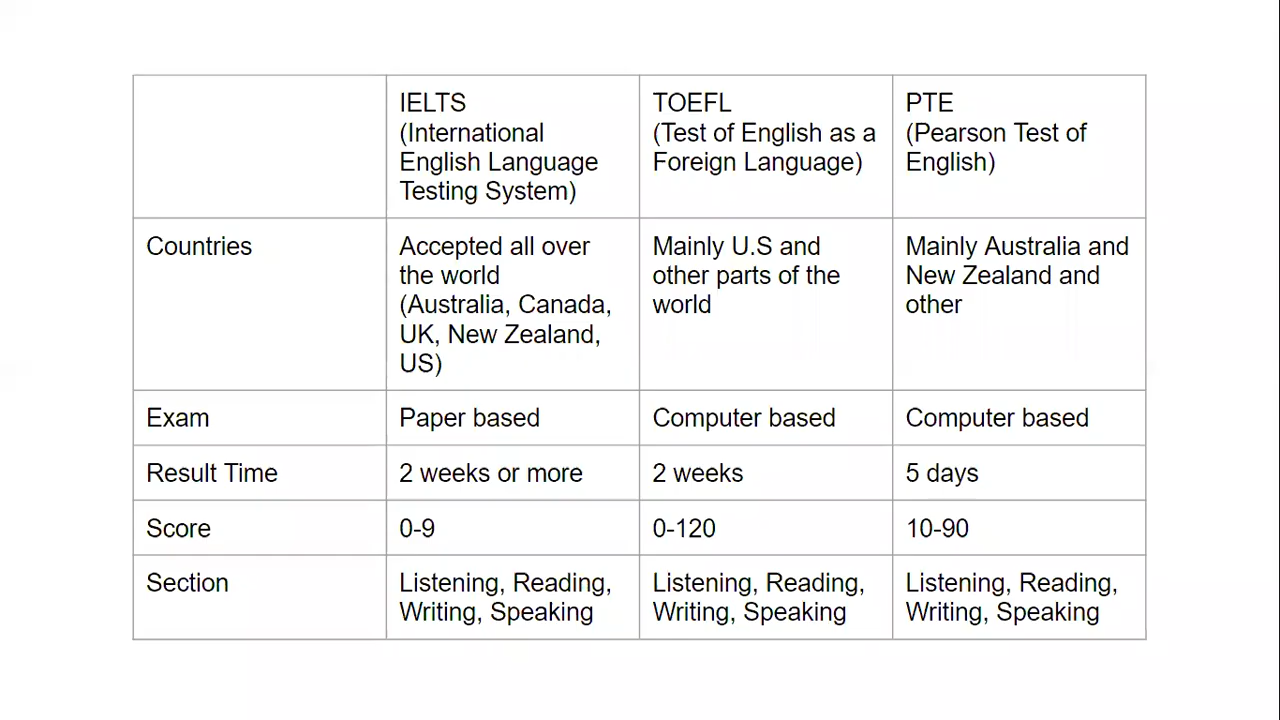 IELTS
(International
English Language
Testing System)
TOEFL
(Test of English as a
Foreign Language)
PTE
(Pearson Test of
English)
Countries
Accepted all over
the world
(Australia, Canada,
UK, New Zealand,
US)
Mainly U.S and
other parts of the
world
Mainly Australia and
New Zealand and
other
Exam
Paper based
Computer based
Computer based
Result Time
2 weeks or more
2 weeks
5 days
Score
0-9
0-120
10-90
Section
Listening, Reading,
Writing, Speaking
Listening, Reading,
Writing, Speaking
Listening, Reading,
Writing, Speaking